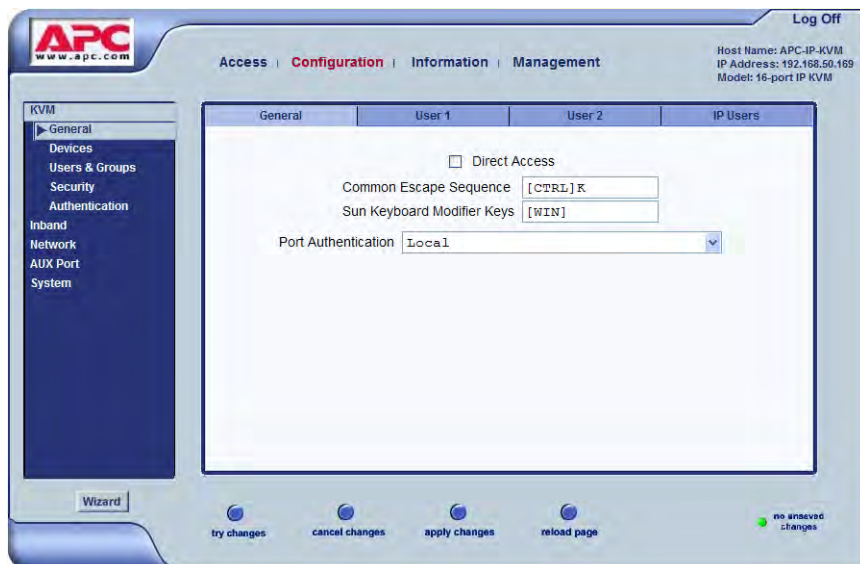 Log Off
APC
www.apc.com
Access | Configuration | Information | Management
Host Name: APC-IP-KVM
IP Address: 192.168.50.169
Model: 16-port IP KVM
KVM
General
Devices
Users & Groups
Security
Authentication
Inband
Network
AUX Port
System
General
User 1
User 2
IP Users
Direct Access
Common Escape Sequence [CTRL]K
Sun Keyboard Modifier Keys [WIN]
Port Authentication Local
Wizard
try changes
cancel changes
apply changes
reload page
no unsaved
changes